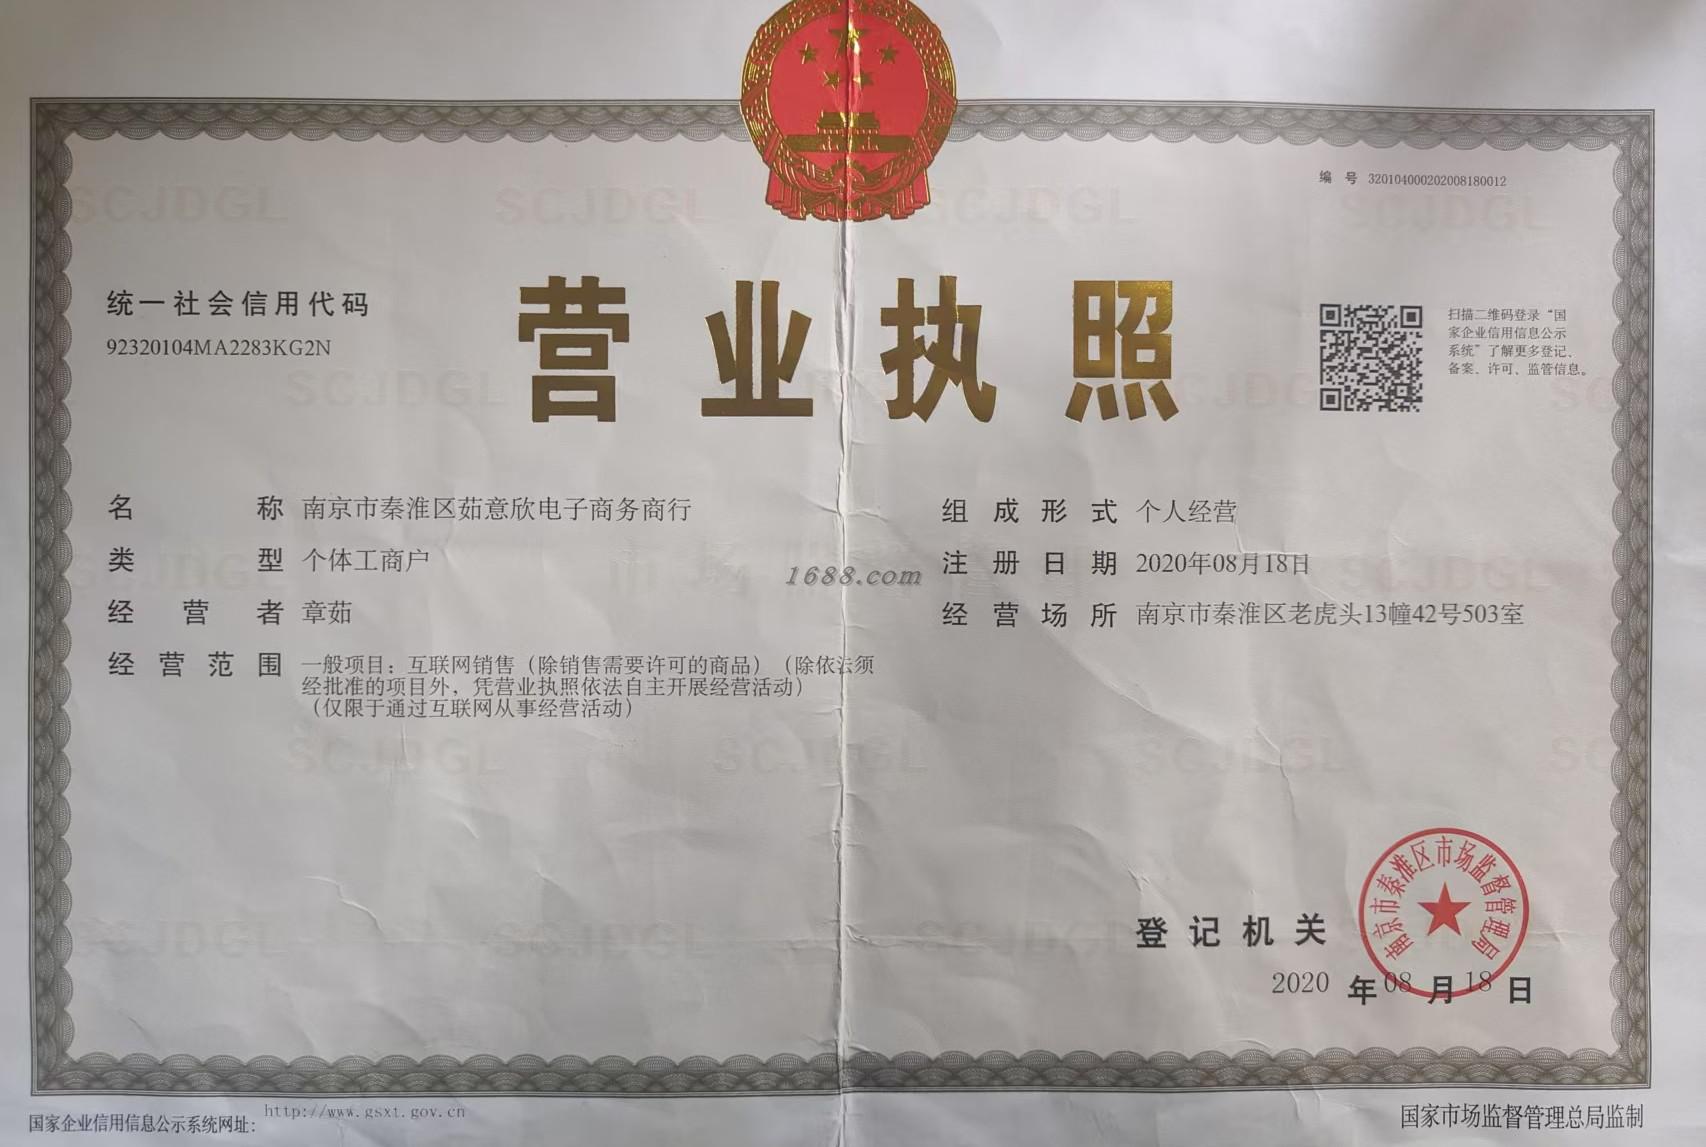 编 号 320104000202008180012
统一社会信用代码
92320104MA2283KG2N
营业执照
扫描二维码登录“国
家企业信用信息公示
系统”了解更多登记、
备案、许可、监管信息。
名 称 南京市秦淮区茹意欣电子商务商行
类 型 个体工商户
经 营 者 章茹
经 营 范 围 一般项目：互联网销售（除销售需要许可的商品）（除依法须
经批准的项目外，凭营业执照依法自主开展经营活动）
（仅限于通过互联网从事经营活动）
组 成 形 式 个人经营
注 册 日 期 2020年08月18日
经 营 场 所 南京市秦淮区老虎头13幢42号503室
1688.com
SCJDGL
登 记 机 关
南京市秦淮区市场监督管理局
2020 年 08 月 18 日
国家企业信用信息公示系统网址： http://www.gsxt.gov.cn
国家市场监督管理总局监制